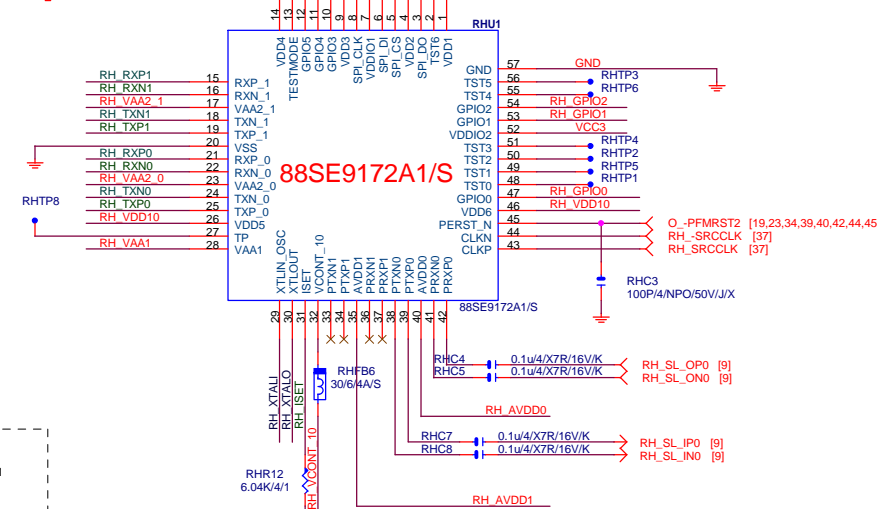 RHU1
14 13 12 11 10 9 8 7 6 5 4 3 2 1
VDD4
TESTMODE
GPIO5
GPIO4
GPIO3
VDD3
SPI_CLK
VDDIO1
SPI_DI
SPI_CS
VDD2
SPI_DO
TST6
VDD1
RH_RXP1 15 RXP_1
RH_RXN1 16 RXN_1
RH_VAA2_1 17 VAA2_1
RH_TXN1 18 TXN_1
RH_TXP1 19 TXP_1
20 VSS
RH_RXP0 21 RXP_0
RH_RXN0 22 RXN_0
RH_VAA2_0 23 VAA2_0
RH_TXN0 24 TXN_0
RH_TXP0 25 TXP_0
RH_VDD10 26 VDD5
RHTP8
27 TP
RH_VAA1 28 VAA1
88SE9172A1/S
GND 57 GND
TST5 56 RHTP3
TST4 55 RHTP6
GPIO2 54 RH_GPIO2
GPIO1 53 RH_GPIO1
VDDIO2 52 VCC3
TST3 51 RHTP4
TST2 50 RHTP2
TST1 49 RHTP5
TST0 48 RHTP1
GPIO0 47 RH_GPIO0
VDD6 46 RH_VDD10
PERST_N 45 O_-PFMRST2 [19,23,34,39,40,42,44,45
CLKN 44 RH_-SRCCLK [37]
CLKP 43 RH_SRCCLK [37]
XTLIN_OSC
XTLOUT
ISET
VCONT_10
PTXN1
PTXP1
AVDD1
PRXN1
PRXP1
PTXN0
PTXP0
AVDD0
PRXN0
PRXP0
29 30 31 32 33 34 35 36 37 38 39 40 41 42
88SE9172A1/S
RHC3
100P/4/NPO/50V/J/X
RH_XTALI
RH_XTALO
RH_ISET
RHFB6
30/6/4A/S
RHC4 0.1u/4/X7R/16V/K RH_SL_OP0 [9]
RHC5 0.1u/4/X7R/16V/K RH_SL_ON0 [9]
RH_AVDD0
RHC7 0.1u/4/X7R/16V/K RH_SL_IP0 [9]
RHC8 0.1u/4/X7R/16V/K RH_SL_IN0 [9]
RHR12
6.04K/4/1
RH_VCONT_10
RH_AVDD1